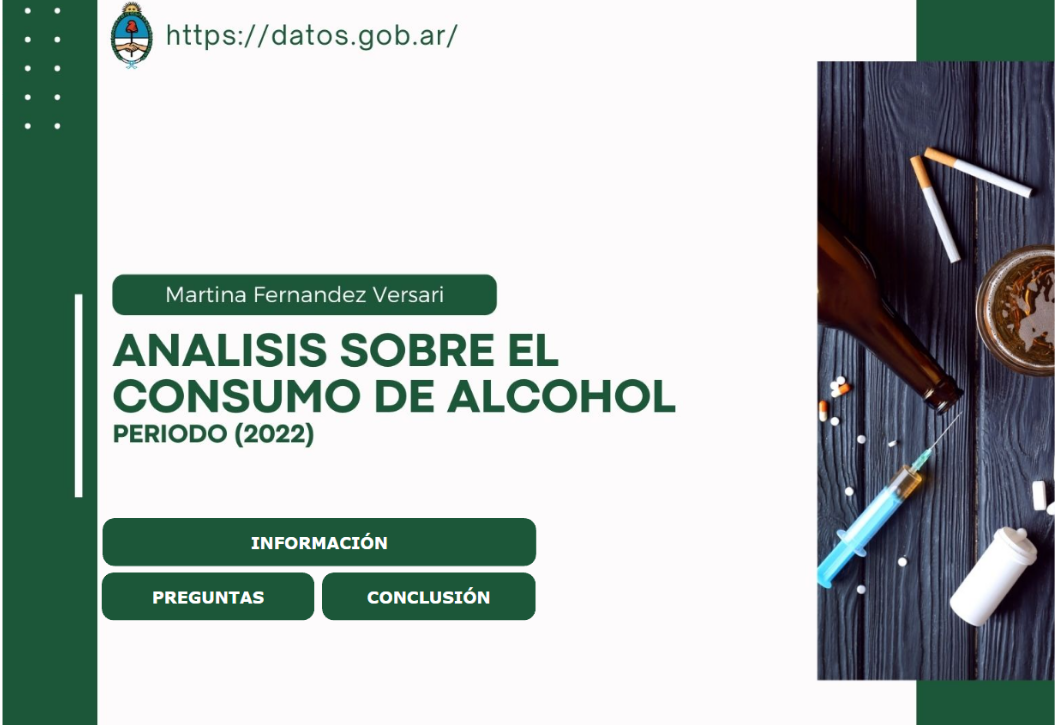 https://datos.gob.ar/
Martina Fernandez Versari
ANALISIS SOBRE EL
CONSUMO DE ALCOHOL
PERIODO (2022)
INFORMACIÓN
PREGUNTAS
CONCLUSIÓN